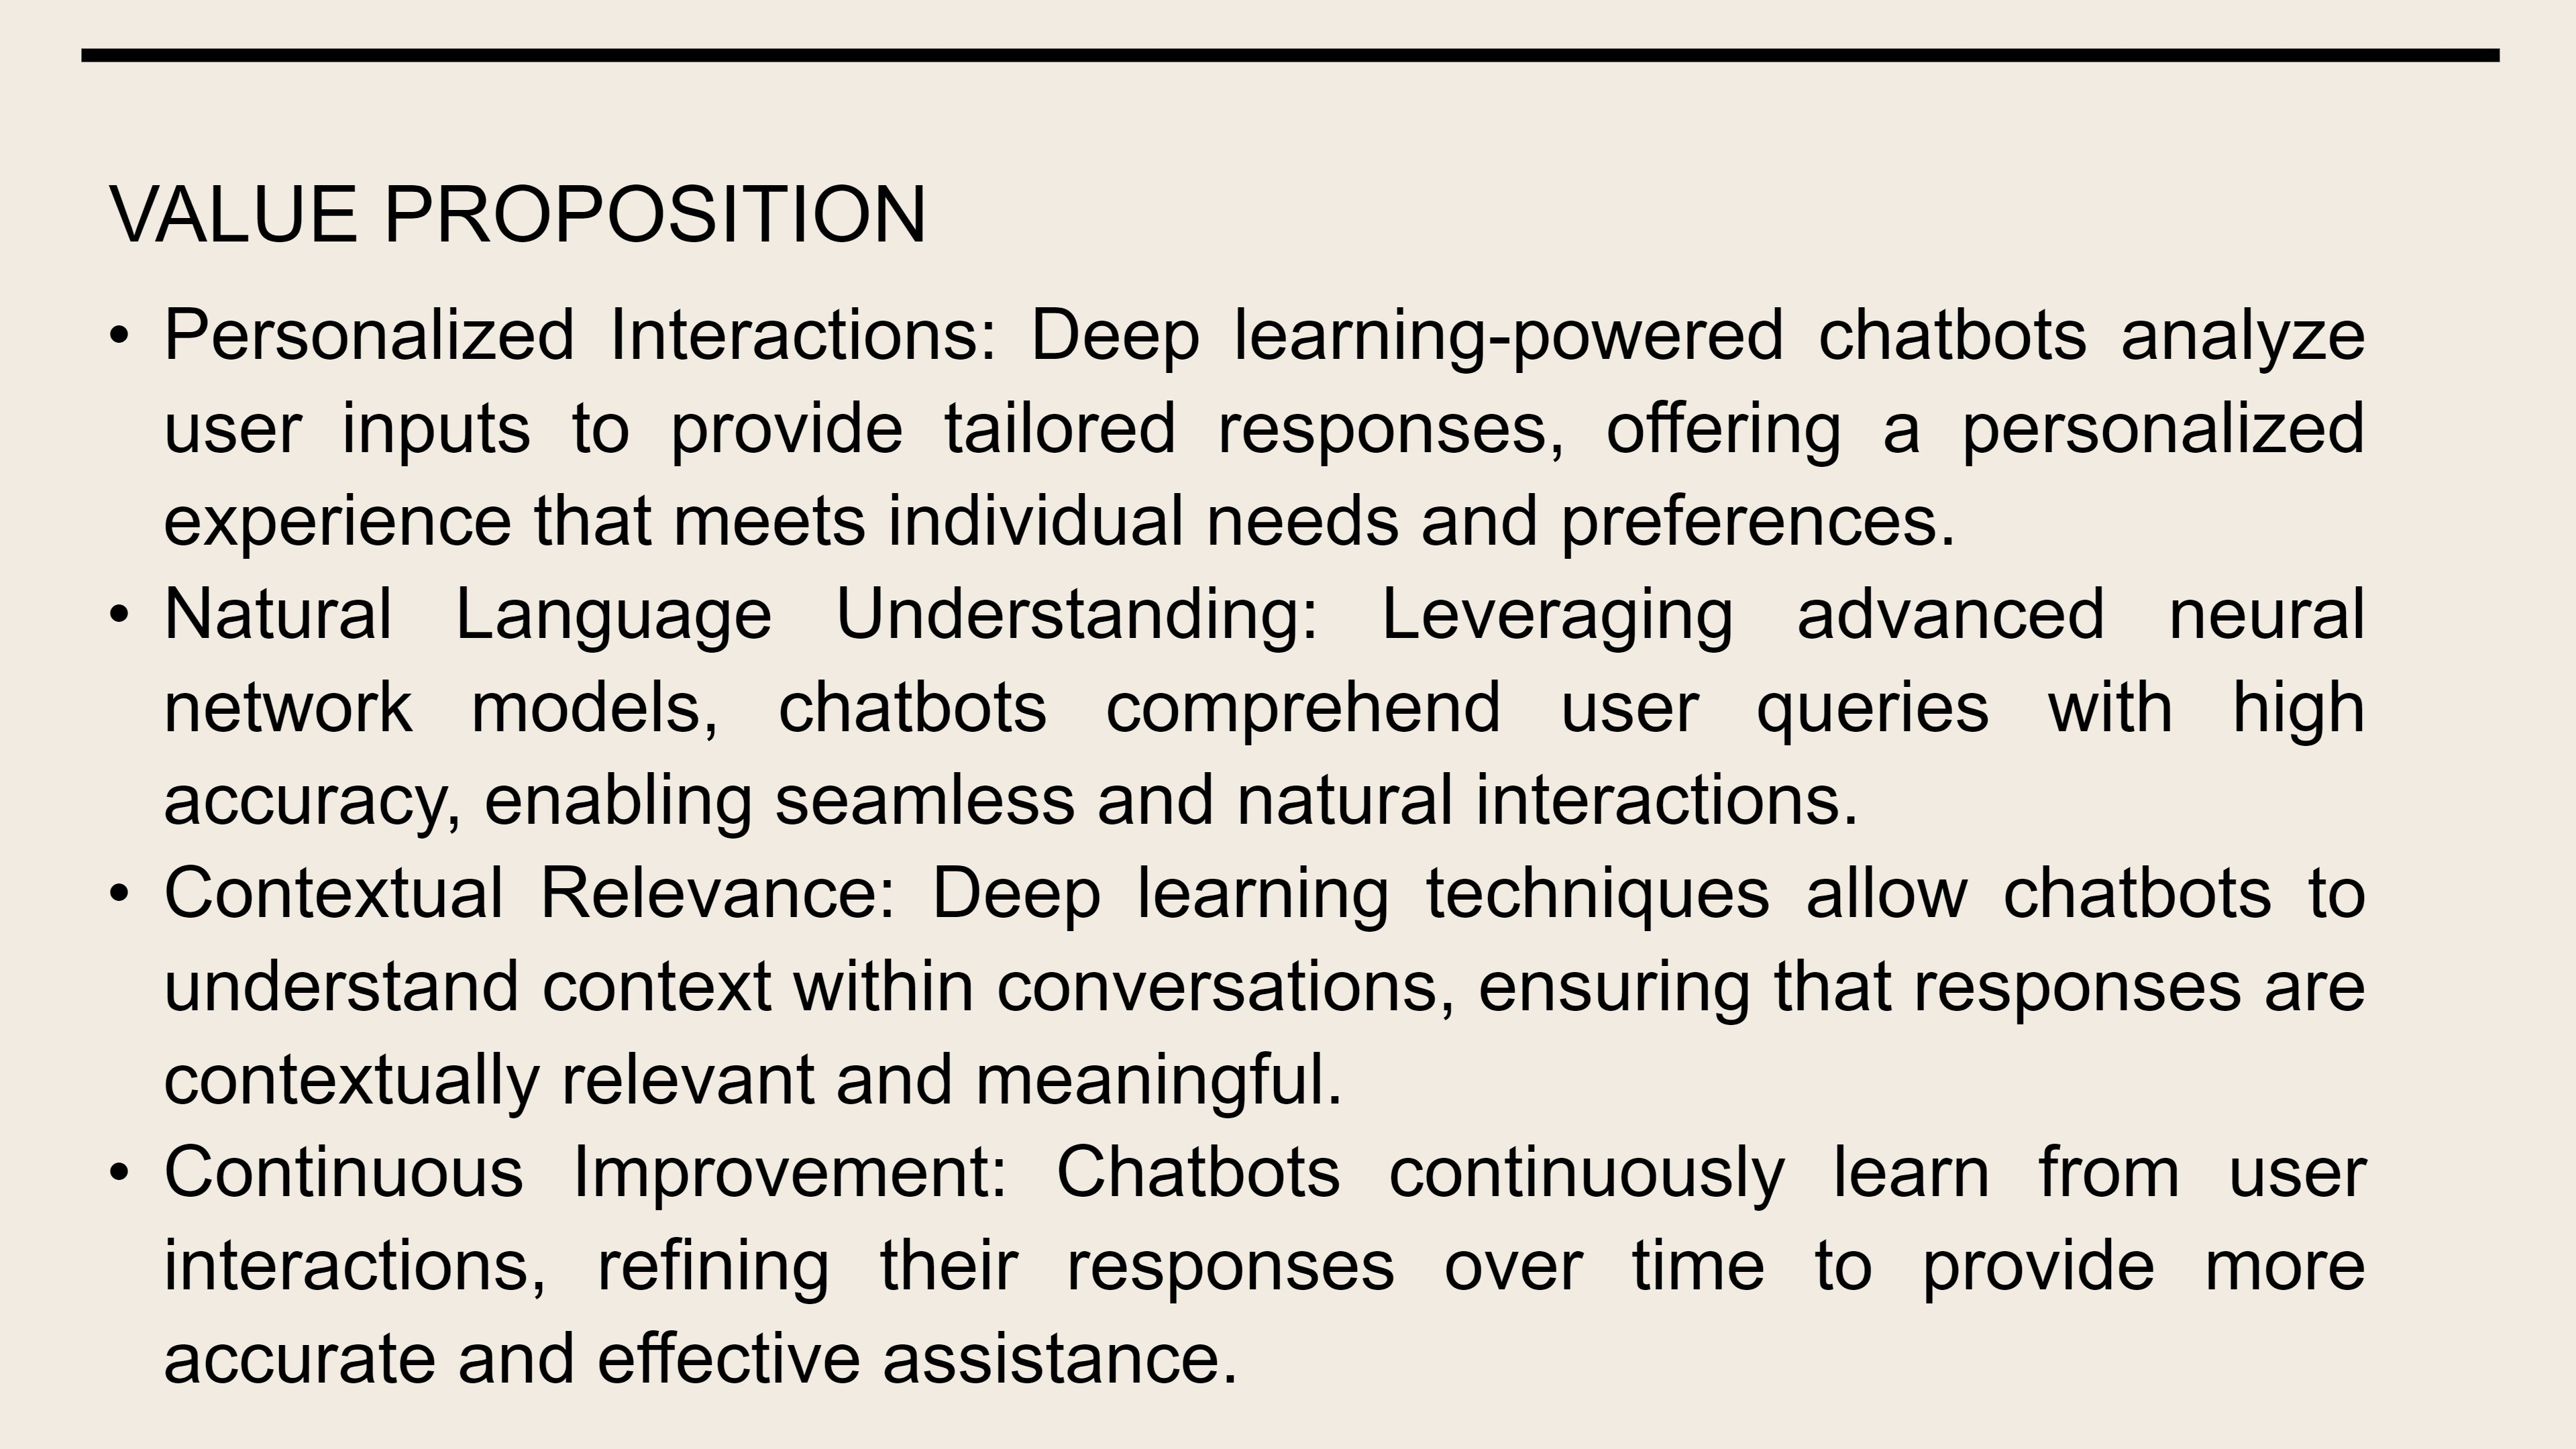 VALUE PROPOSITION
• Personalized Interactions: Deep learning-powered chatbots analyze
user inputs to provide tailored responses, offering a personalized
experience that meets individual needs and preferences.
• Natural Language Understanding: Leveraging advanced neural
network models, chatbots comprehend user queries with high
accuracy, enabling seamless and natural interactions.
• Contextual Relevance: Deep learning techniques allow chatbots to
understand context within conversations, ensuring that responses are
contextually relevant and meaningful.
• Continuous Improvement: Chatbots continuously learn from user
interactions, refining their responses over time to provide more
accurate and effective assistance.